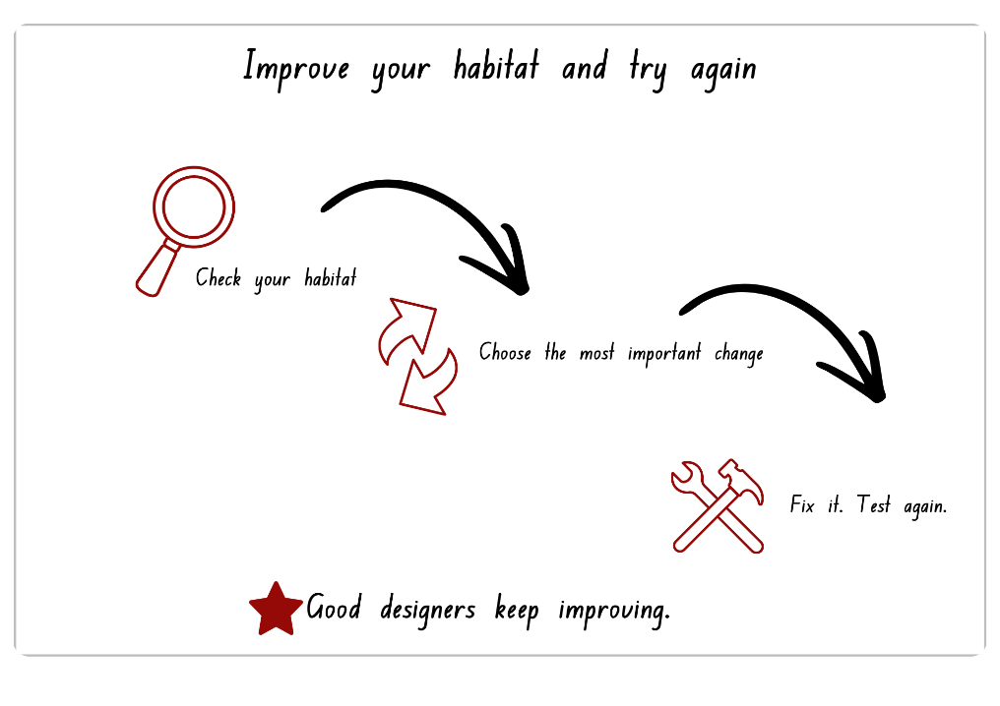 Improve your habitat and try again
Check your habitat
Choose the most important change
Fix it. Test again.
Good designers keep improving.